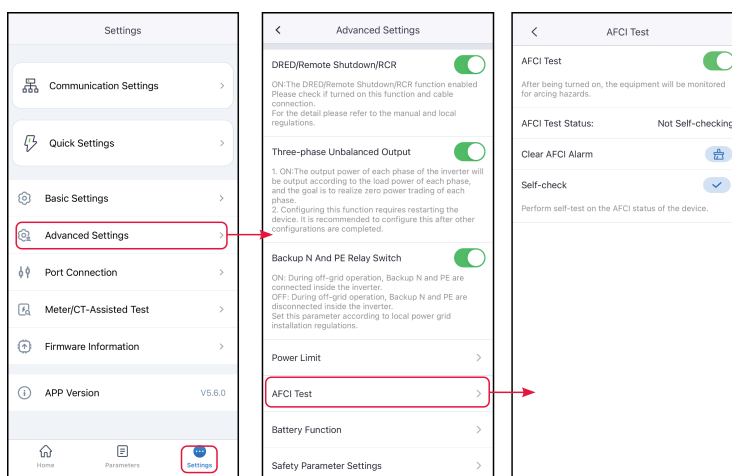 Settings
Communication Settings
Quick Settings
Basic Settings
Advanced Settings
Port Connection
Meter/CT-Assisted Test
Firmware Information
APP Version V5.6.0
Home Parameters Settings
Advanced Settings
DRED/Remote Shutdown/RCR
ON:The DRED/Remote Shutdown/RCR function enabled
Please check if turned on this function and cable
connection.
For the detail please refer to the manual and local
regulations.
Three-phase Unbalanced Output
1. ON:The output power of each phase of the inverter will
be output according to the load power of each phase,
and the goal is to realize zero power trading of each
phase.
2. Configuring this function requires restarting the
device. It is recommended to configure this after other
configurations are completed.
Backup N And PE Relay Switch
ON: During off-grid operation, Backup N and PE are
connected inside the inverter.
OFF: During off-grid operation, Backup N and PE are
disconnected inside the inverter.
Set this parameter according to local power grid
installation regulations.
Power Limit
AFCI Test
Battery Function
Safety Parameter Settings
AFCI Test
AFCI Test
After being turned on, the equipment will be monitored
for arcing hazards.
AFCI Test Status: Not Self-checking
Clear AFCI Alarm
Self-check
Perform self-test on the AFCI status of the device.